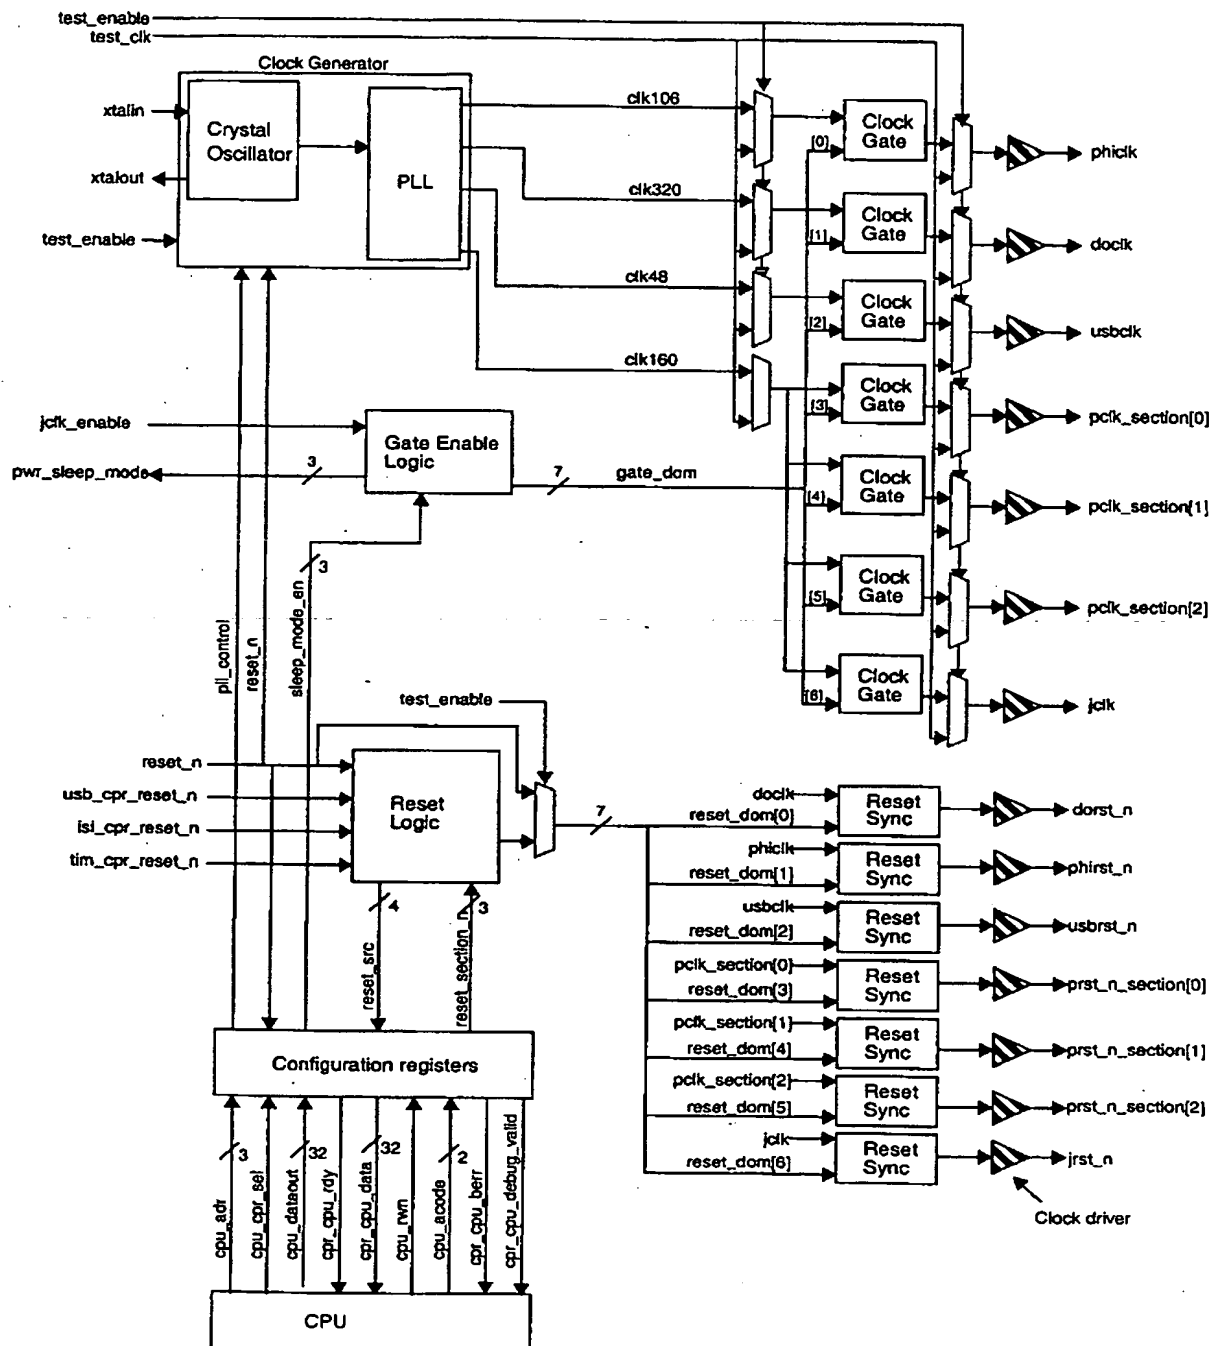 test_enable
test_clk
Clock Generator
xtalin
Crystal
Oscillator
xtalout
PLL
test_enable
clk106
clk320
clk48
clk160
[0]
Clock
Gate
phiclk
[1]
Clock
Gate
doclk
[2]
Clock
Gate
usbclk
[3]
Clock
Gate
pclk_section[0]
[4]
Clock
Gate
pclk_section[1]
[5]
Clock
Gate
pclk_section[2]
[6]
Clock
Gate
jclk
jclk_enable
pwr_sleep_mode
3
Gate Enable
Logic
7
gate_dom
3
pll_control
reset_n
sleep_mode_en
test_enable
reset_n
usb_cpr_reset_n
isi_cpr_reset_n
tim_cpr_reset_n
Reset
Logic
7
4
3
reset_src
reset_section_n
doclk
reset_dom[0]
Reset
Sync
dorst_n
phiclk
reset_dom[1]
Reset
Sync
phirst_n
usbclk
reset_dom[2]
Reset
Sync
usbrst_n
pclk_section[0]
reset_dom[3]
Reset
Sync
prst_n_section[0]
pclk_section[1]
reset_dom[4]
Reset
Sync
prst_n_section[1]
pclk_section[2]
reset_dom[5]
Reset
Sync
prst_n_section[2]
jclk
reset_dom[6]
Reset
Sync
jrst_n
Clock driver
Configuration registers
3
32
32
2
cpu_adr
cpu_cpr_sel
cpu_dataout
cpr_cpu_rdy
cpr_cpu_data
cpu_rwn
cpu_acode
cpr_cpu_berr
cpr_cpu_debug_valid
CPU